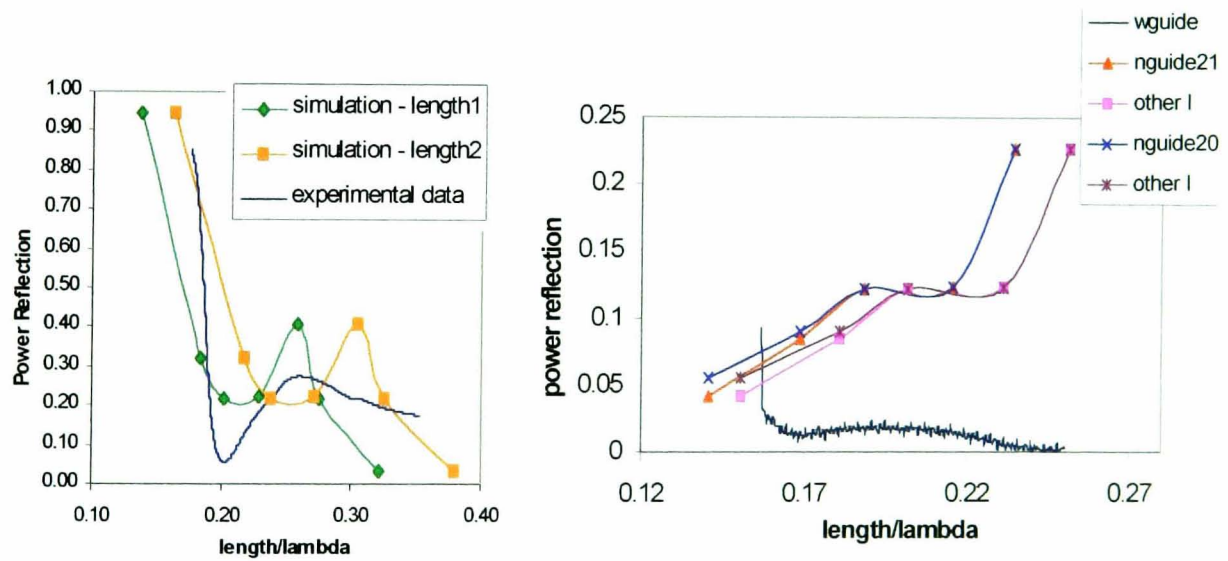 1.00
0.90
0.80
0.70
0.60
0.50
0.40
0.30
0.20
0.10
0.00
Power Reflection
0.10
0.20
0.30
0.40
length/lambda
simulation - length1
simulation - length2
experimental data
wguide
nguide21
other l
nguide20
other l
0.25
0.2
0.15
0.1
0.05
0
power reflection
0.12
0.17
0.22
0.27
length/lambda